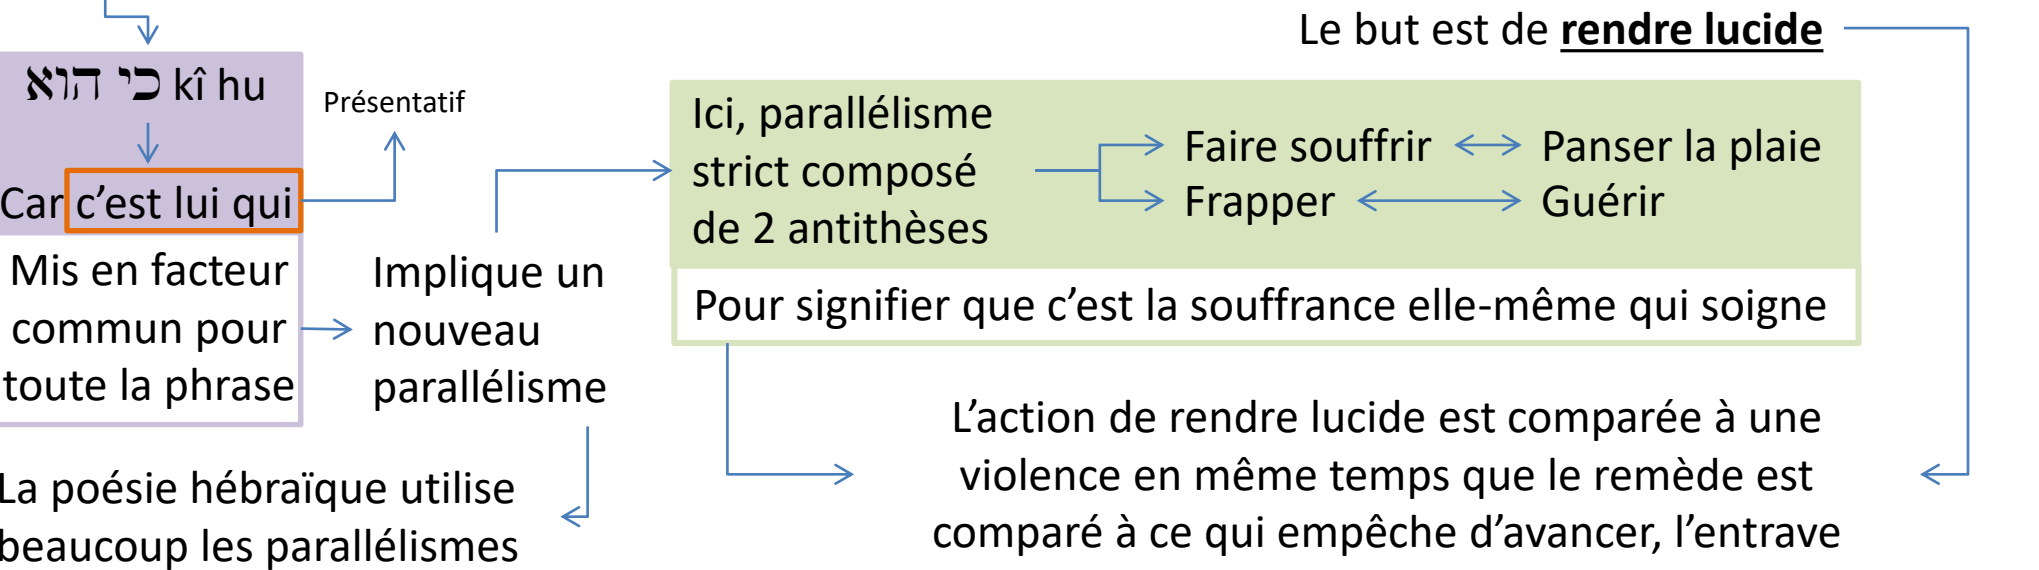 Le but est de rendre lucide
כי הוא kî hu
Car c’est lui qui
Présentatif
Mis en facteur
commun pour
toute la phrase
Implique un
nouveau
parallélisme
La poésie hébraïque utilise
beaucoup les parallélismes
Ici, parallélisme
strict composé
de 2 antithèses
Faire souffrir Panser la plaie
Frapper Guérir
Pour signifier que c’est la souffrance elle-même qui soigne
L’action de rendre lucide est comparée à une
violence en même temps que le remède est
comparé à ce qui empêche d’avancer, l’entrave